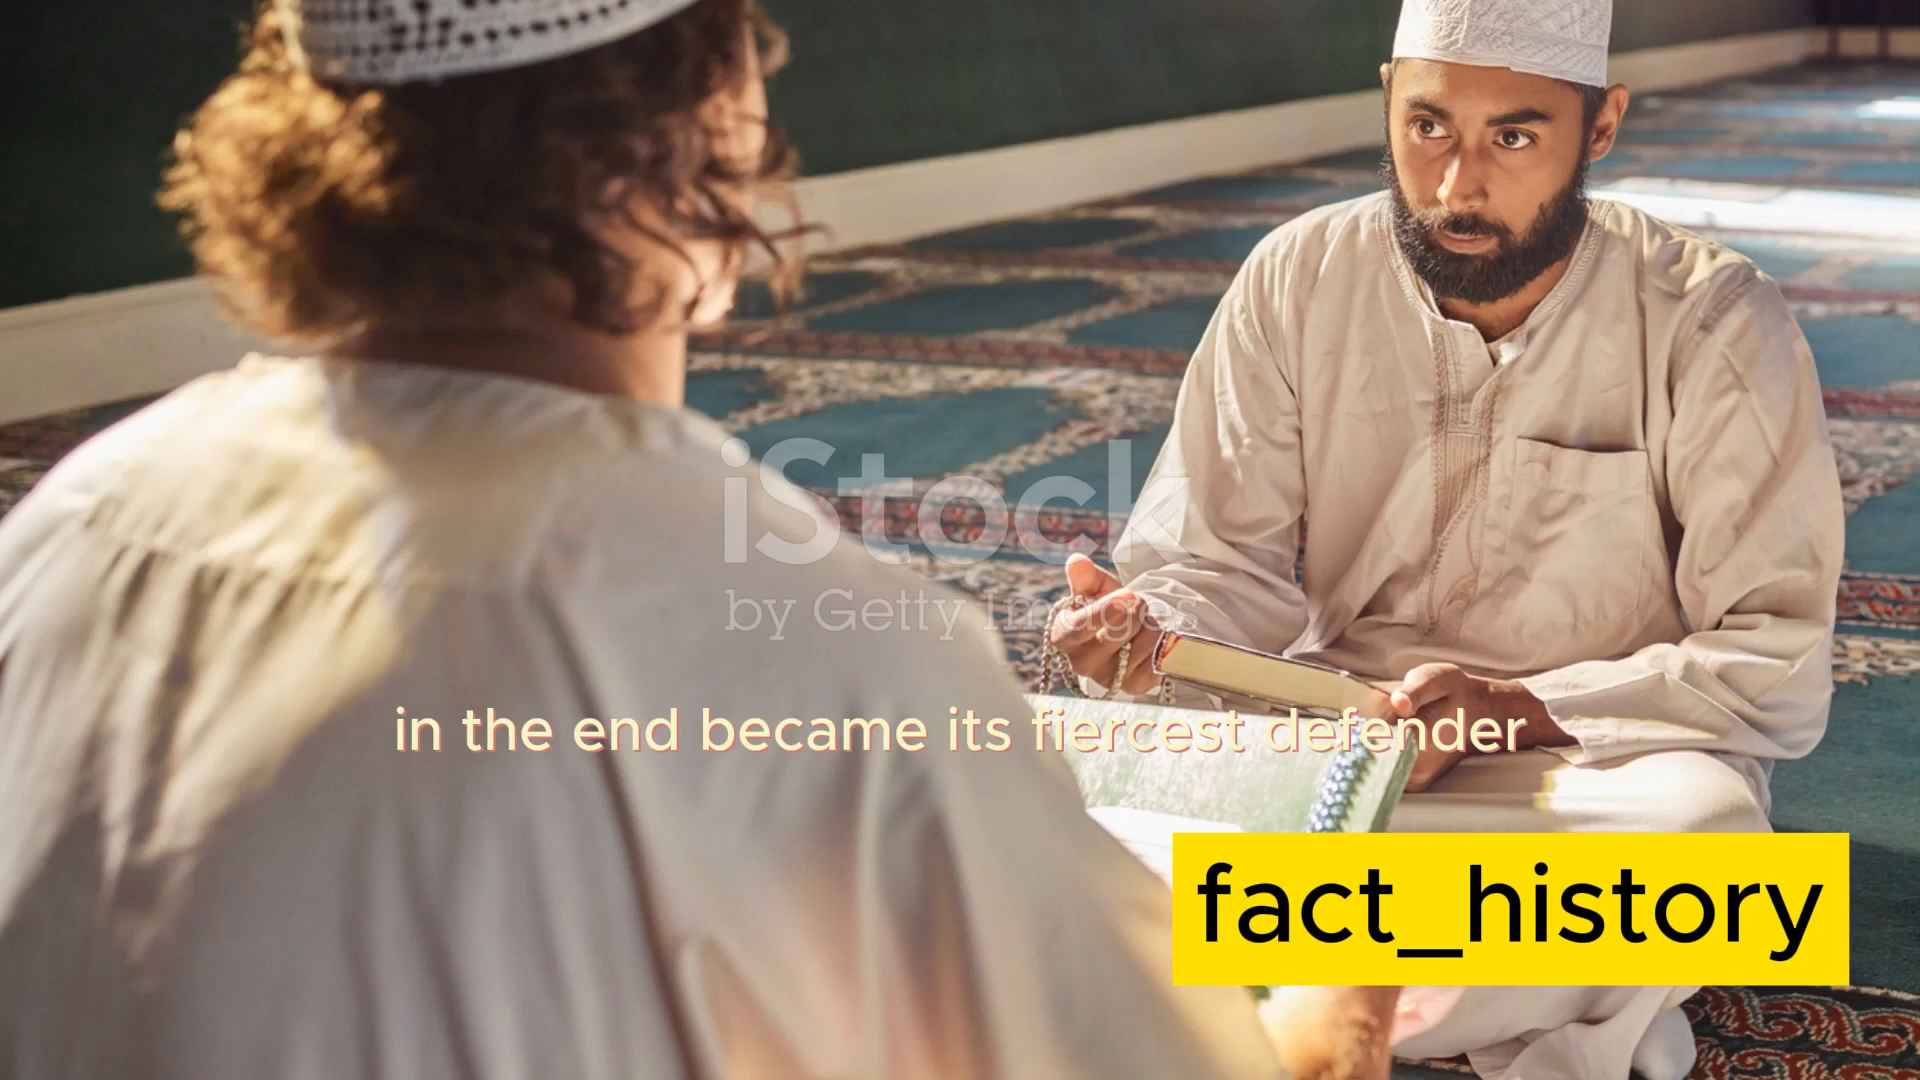 iStock
by Getty Images
in the end became its fiercest defender
fact_history